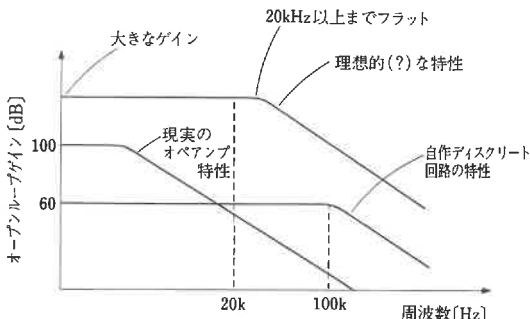 20kHz以上までフラット
大きなゲイン
理想的(?)な特性
現実の
オペアンプ
特性
自作ディスクリート
回路の特性
オープンループゲイン[dB]
100
60
20k
100k
周波数[Hz]